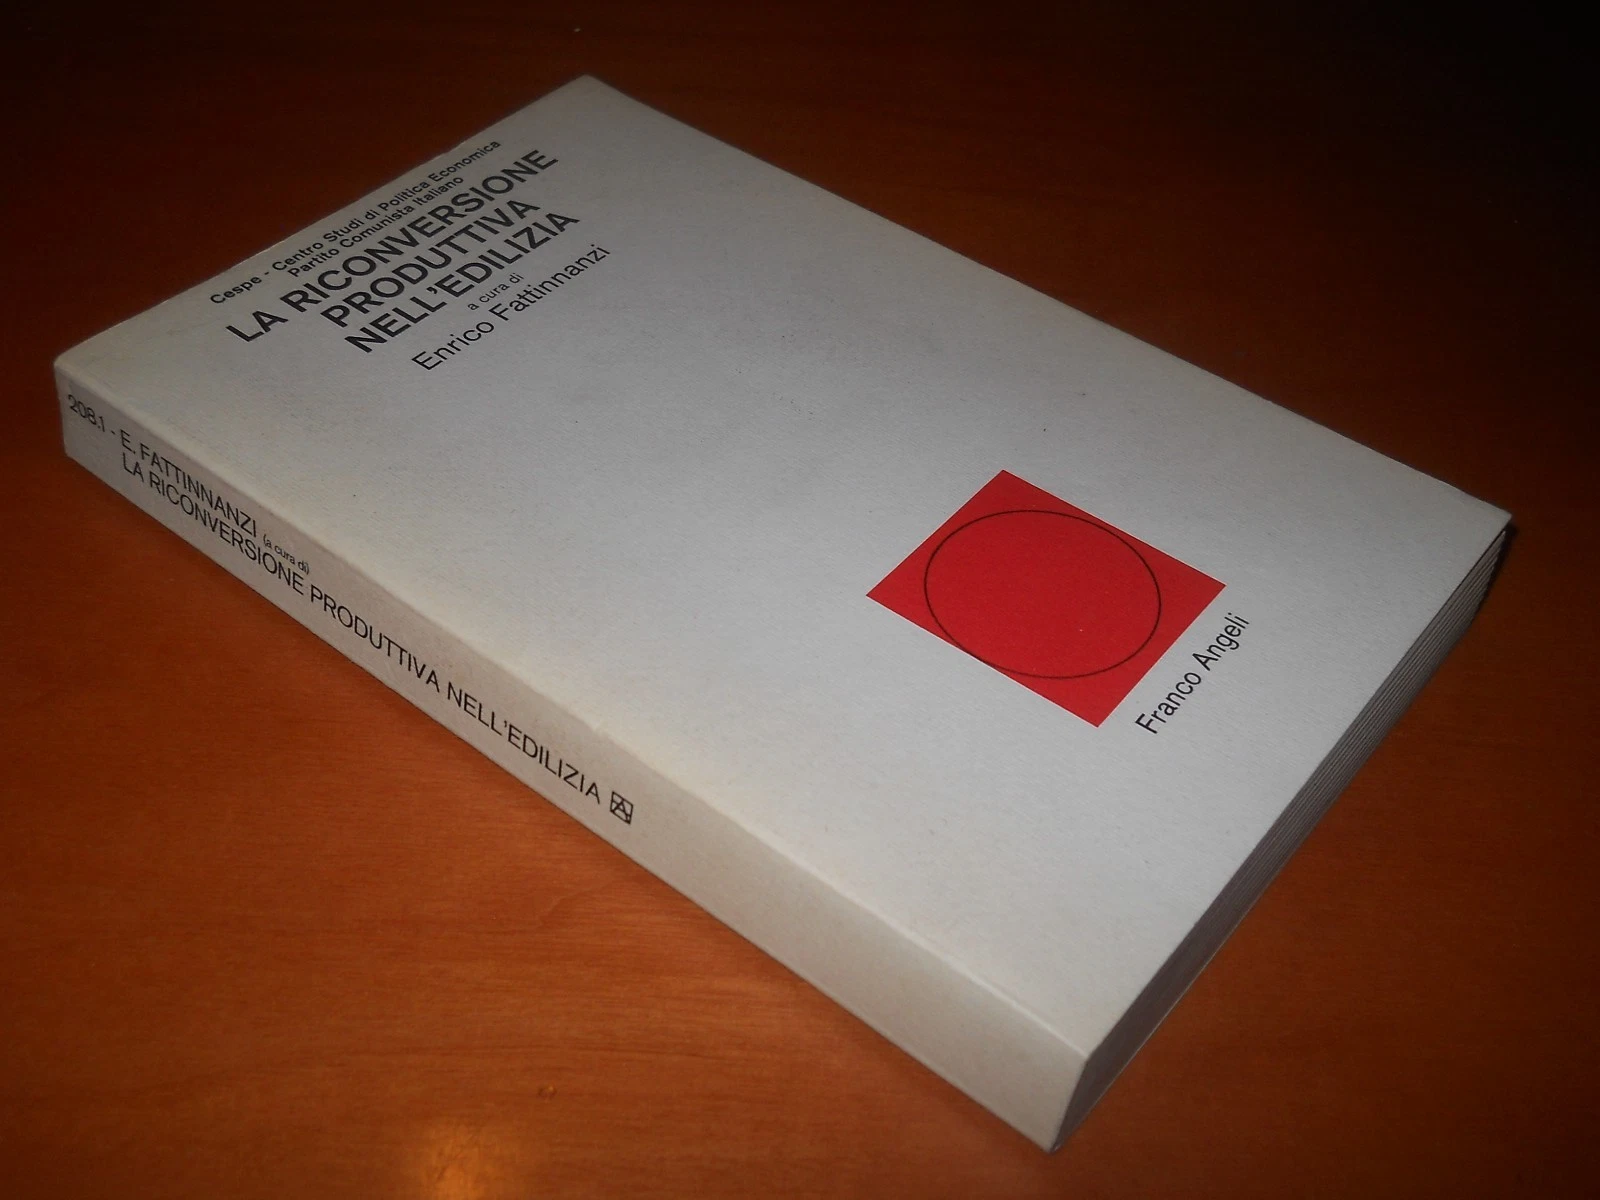 Cespe - Centro Studi di Politica Economica
Partito Comunista Italiano
LA RICONVERSIONE
PRODUTTIVA
NELL'EDILIZIA
a cura di
Enrico Fattinnanzi
Franco Angeli
208.1 - E. FATTINNANZI (a cura di)
LA RICONVERSIONE PRODUTTIVA NELL'EDILIZIA